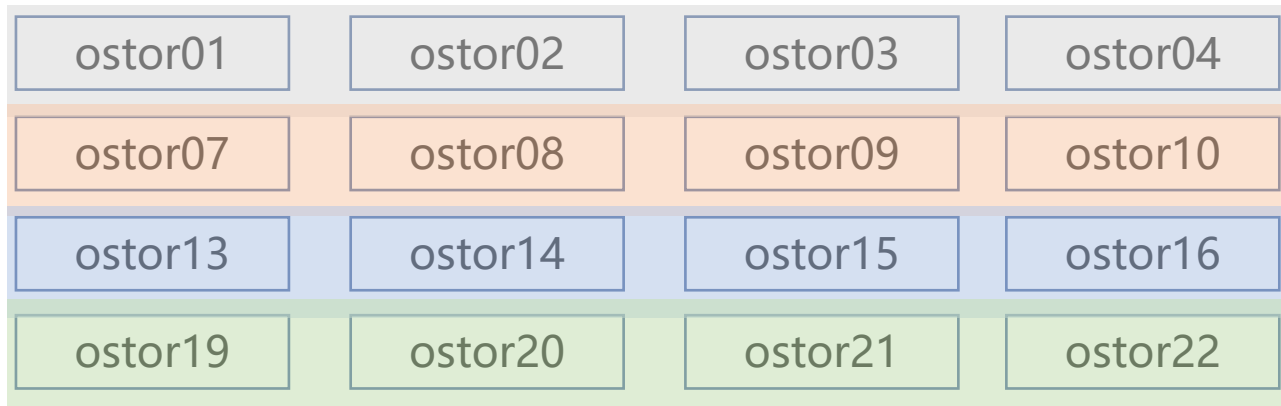 ostor01 ostor02 ostor03 ostor04
ostor07 ostor08 ostor09 ostor10
ostor13 ostor14 ostor15 ostor16
ostor19 ostor20 ostor21 ostor22